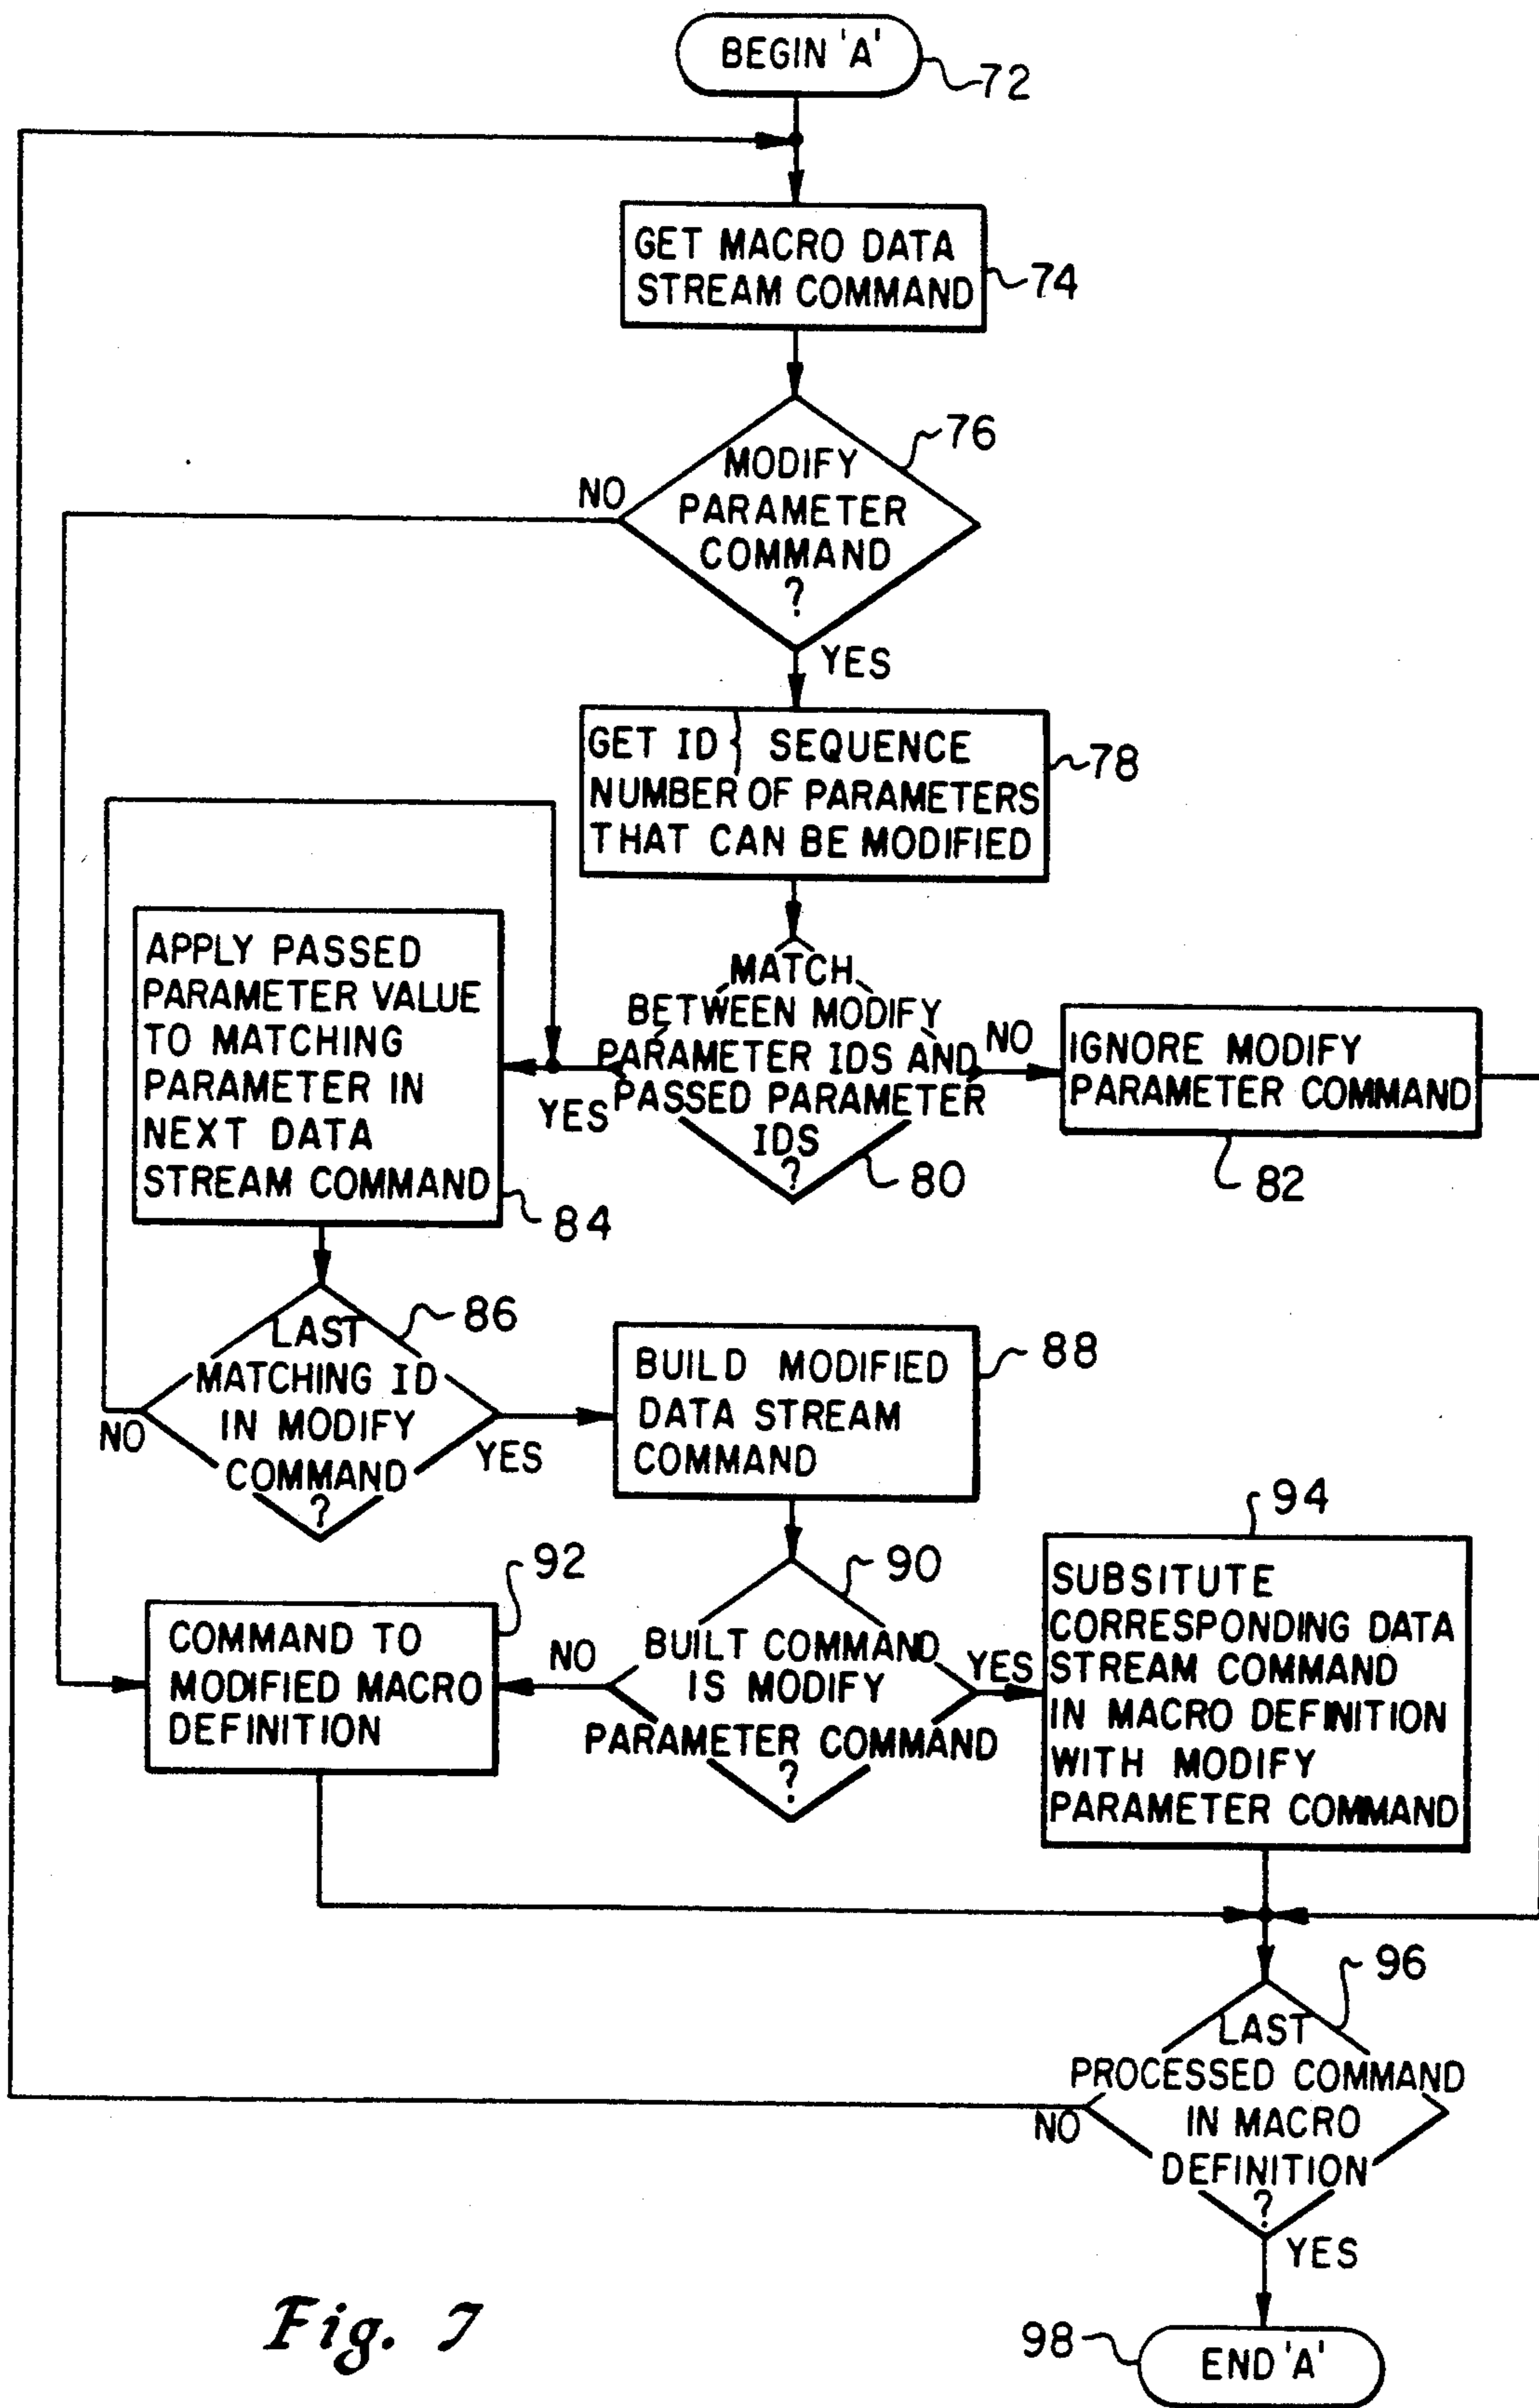 BEGIN 'A'
72
GET MACRO DATA
STREAM COMMAND
74
76
MODIFY
PARAMETER
COMMAND
?
NO
YES
GET ID } SEQUENCE
NUMBER OF PARAMETERS
THAT CAN BE MODIFIED
78
MATCH
BETWEEN MODIFY
PARAMETER IDS AND
PASSED PARAMETER
IDS
?
80
YES
NO
IGNORE MODIFY
PARAMETER COMMAND
82
APPLY PASSED
PARAMETER VALUE
TO MATCHING
PARAMETER IN
NEXT DATA
STREAM COMMAND
84
86
LAST
MATCHING ID
IN MODIFY
COMMAND
?
NO
YES
BUILD MODIFIED
DATA STREAM
COMMAND
88
90
BUILT COMMAND
IS MODIFY
PARAMETER COMMAND
?
NO
YES
92
COMMAND TO
MODIFIED MACRO
DEFINITION
94
SUBSITUTE
CORRESPONDING DATA
STREAM COMMAND
IN MACRO DEFINITION
WITH MODIFY
PARAMETER COMMAND
96
LAST
PROCESSED COMMAND
IN MACRO
DEFINITION
?
NO
YES
98
END 'A'
Fig. 7